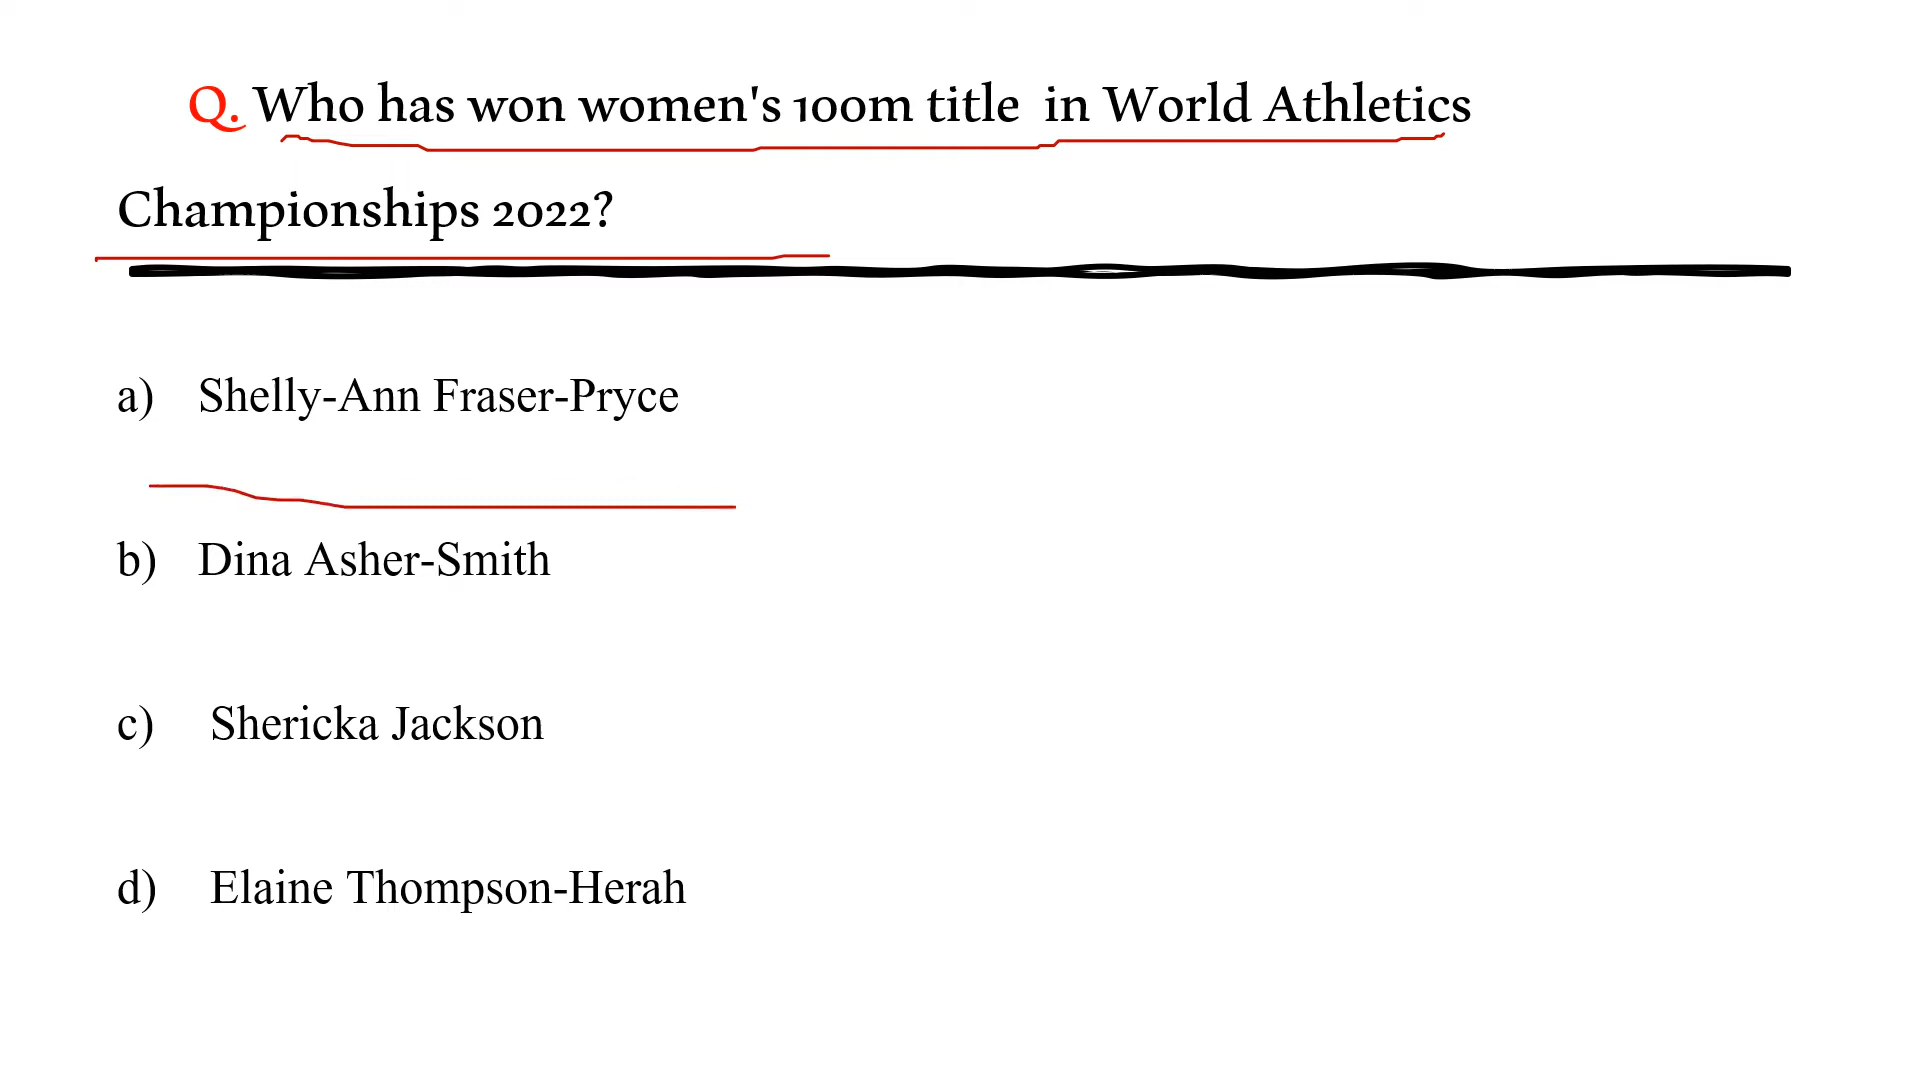 Q. Who has won women's 100m title in World Athletics
Championships 2022?
a) Shelly-Ann Fraser-Pryce
b) Dina Asher-Smith
c) Shericka Jackson
d) Elaine Thompson-Herah